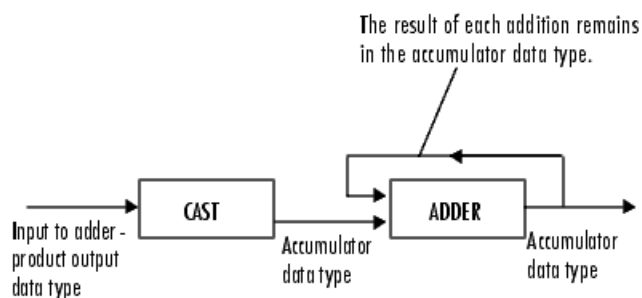 The result of each addition remains
in the accumulator data type.
CAST
ADDER
Input to adder -
product output
data type
Accumulator
data type
Accumulator
data type